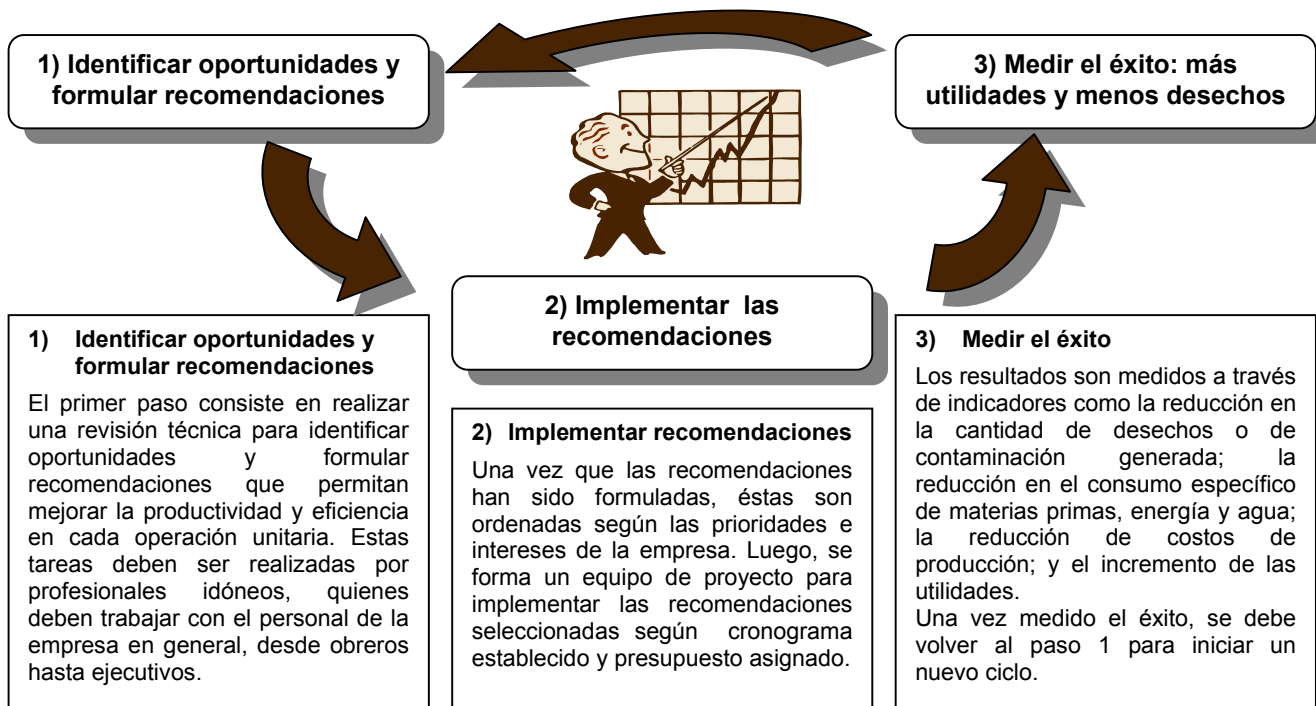 1) Identificar oportunidades y
formular recomendaciones
3) Medir el éxito: más
utilidades y menos desechos
2) Implementar las
recomendaciones
1) Identificar oportunidades y
formular recomendaciones
El primer paso consiste en realizar
una revisión técnica para identificar
oportunidades y formular
recomendaciones que permitan
mejorar la productividad y eficiencia
en cada operación unitaria. Estas
tareas deben ser realizadas por
profesionales idóneos, quienes
deben trabajar con el personal de la
empresa en general, desde obreros
hasta ejecutivos.
2) Implementar recomendaciones
Una vez que las recomendaciones
han sido formuladas, éstas son
ordenadas según las prioridades e
intereses de la empresa. Luego, se
forma un equipo de proyecto para
implementar las recomendaciones
seleccionadas según cronograma
establecido y presupuesto asignado.
3) Medir el éxito
Los resultados son medidos a través
de indicadores como la reducción en
la cantidad de desechos o de
contaminación generada; la
reducción en el consumo específico
de materias primas, energía y agua;
la reducción de costos de
producción; y el incremento de las
utilidades.
Una vez medido el éxito, se debe
volver al paso 1 para iniciar un
nuevo ciclo.